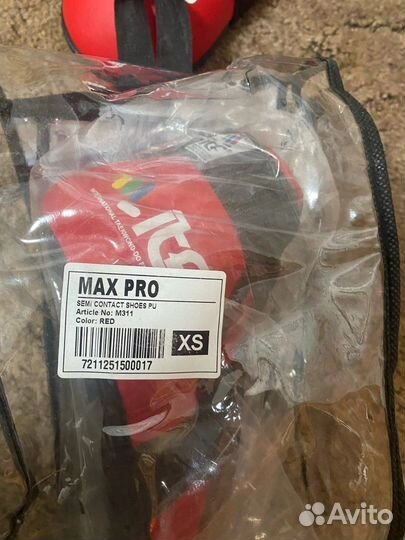 ITF
INTERNATIONAL TAEKWON-DO
MAX PRO
SEMI CONTACT SHOES PU
Article No: M311
Color: RED
XS
7211251500017
Avito